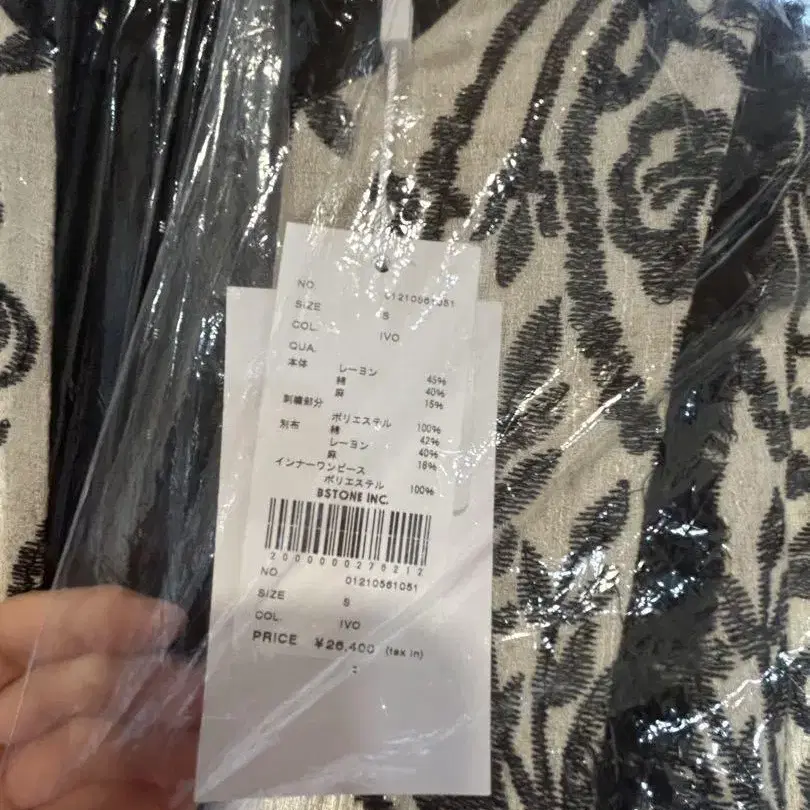 NO. 01210561051
SIZE S
COL. IVO
QUA.
本体 レーヨン 45%
綿 40%
麻 15%
刺繍部分
ポリエステル 100%
別布 綿 42%
レーヨン 40%
麻 18%
インナーワンピース
ポリエステル 100%
BSTONE INC.
2000000276212
NO. 01210561051
SIZE S
COL. IVO
PRICE ¥26,400 (tax in)